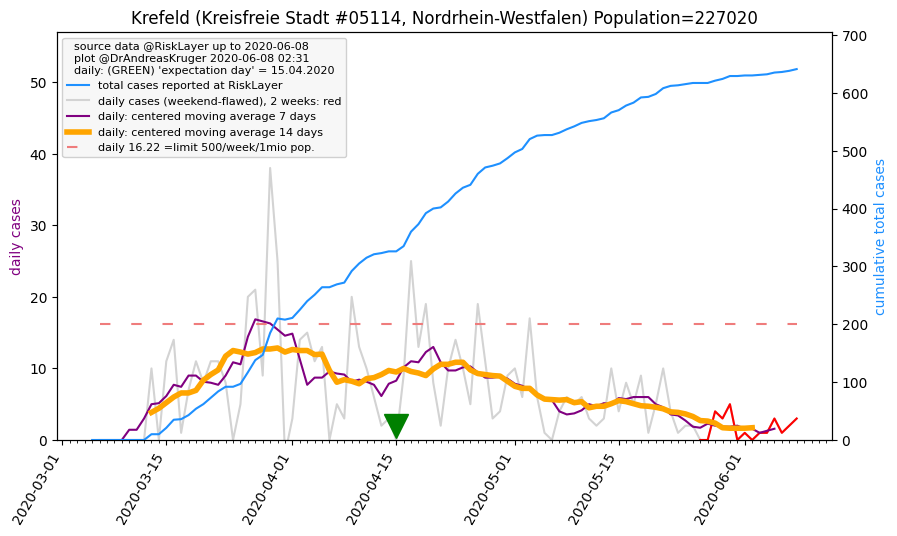 Krefeld (Kreisfreie Stadt #05114, Nordrhein-Westfalen) Population=227020
source data @RiskLayer up to 2020-06-08
plot @DrAndreasKruger 2020-06-08 02:31
daily: (GREEN) 'expectation day' = 15.04.2020
total cases reported at RiskLayer
daily cases (weekend-flawed), 2 weeks: red
daily: centered moving average 7 days
daily: centered moving average 14 days
daily 16.22 =limit 500/week/1mio pop.
daily cases
50
40
30
20
10
0
700
600
500
400
300
200
100
0
cumulative total cases
2020-03-01
2020-03-15
2020-04-01
2020-04-15
2020-05-01
2020-05-15
2020-06-01